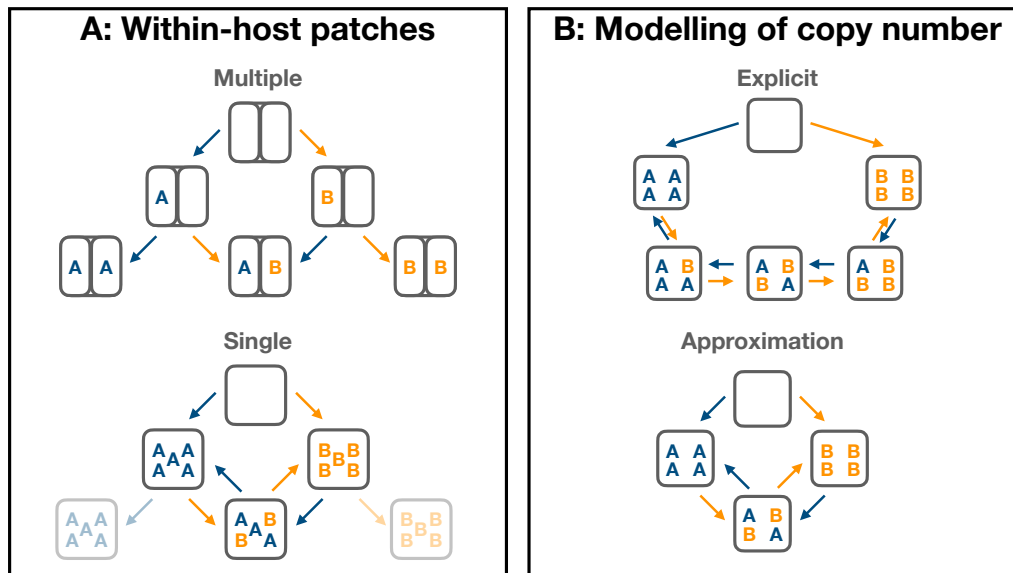 A: Within-host patches
Multiple
A
B
A A
A B
B B
Single
A A
A
A A
B B
B
B B
A A
A
A A
A B
A
B A
B B
B
B B
B: Modelling of copy number
Explicit
A A
A A
B B
B B
A B
A A
A B
B A
A B
B B
Approximation
A A
A A
B B
B B
A B
B A